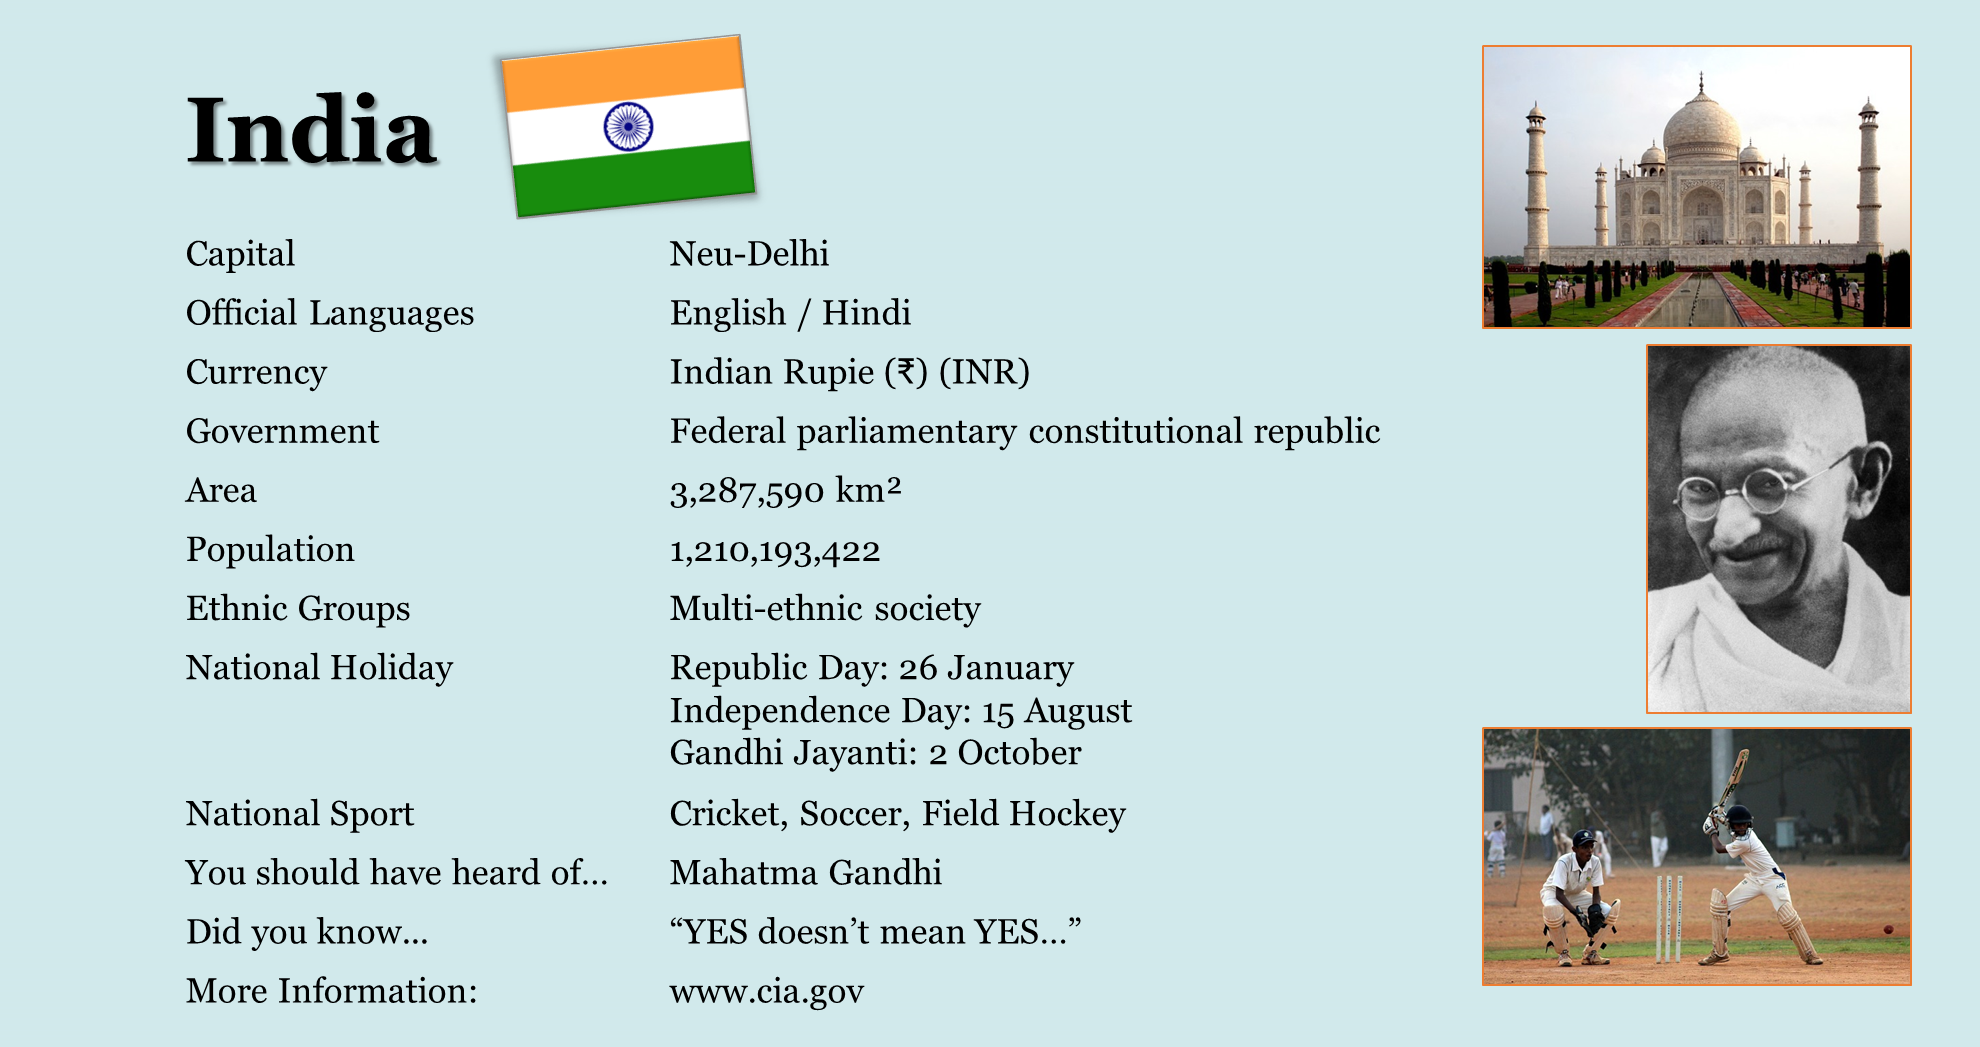 India
Capital Neu-Delhi
Official Languages English / Hindi
Currency Indian Rupie (₹) (INR)
Government Federal parliamentary constitutional republic
Area 3,287,590 km²
Population 1,210,193,422
Ethnic Groups Multi-ethnic society
National Holiday Republic Day: 26 January
Independence Day: 15 August
Gandhi Jayanti: 2 October
National Sport Cricket, Soccer, Field Hockey
You should have heard of... Mahatma Gandhi
Did you know... “YES doesn’t mean YES...”
More Information: www.cia.gov